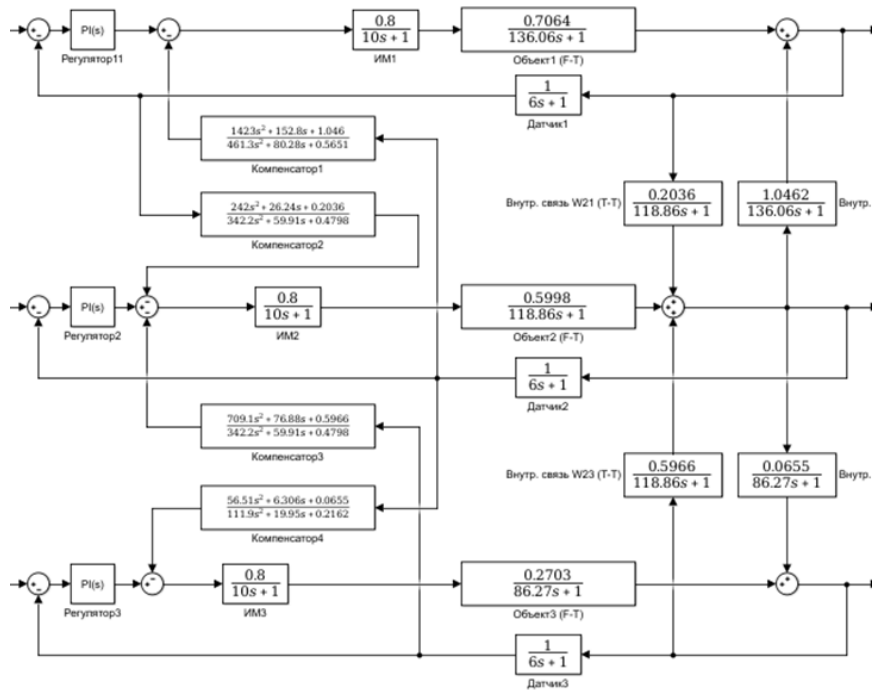 PI(s)
Регулятор11
0.8
10s + 1
ИМ1
0.7064
136.06s + 1
Объект1 (F-T)
1
6s + 1
Датчик1
1423s² + 152.8s + 1.046
461.3s² + 80.28s + 0.5651
Компенсатор1
242s² + 26.24s + 0.2036
342.2s² + 59.91s + 0.4798
Компенсатор2
Внутр. связь W21 (T-T)
0.2036
118.86s + 1
1.0462
136.06s + 1
Внутр.
PI(s)
Регулятор2
0.8
10s + 1
ИМ2
0.5998
118.86s + 1
Объект2 (F-T)
1
6s + 1
Датчик2
709.1s² + 76.88s + 0.5966
342.2s² + 59.91s + 0.4798
Компенсатор3
56.51s² + 6.306s + 0.0655
111.9s² + 19.95s + 0.2162
Компенсатор4
Внутр. связь W23 (T-T)
0.5966
118.86s + 1
0.0655
86.27s + 1
Внутр.
PI(s)
Регулятор3
0.8
10s + 1
ИМ3
0.2703
86.27s + 1
Объект3 (F-T)
1
6s + 1
Датчик3